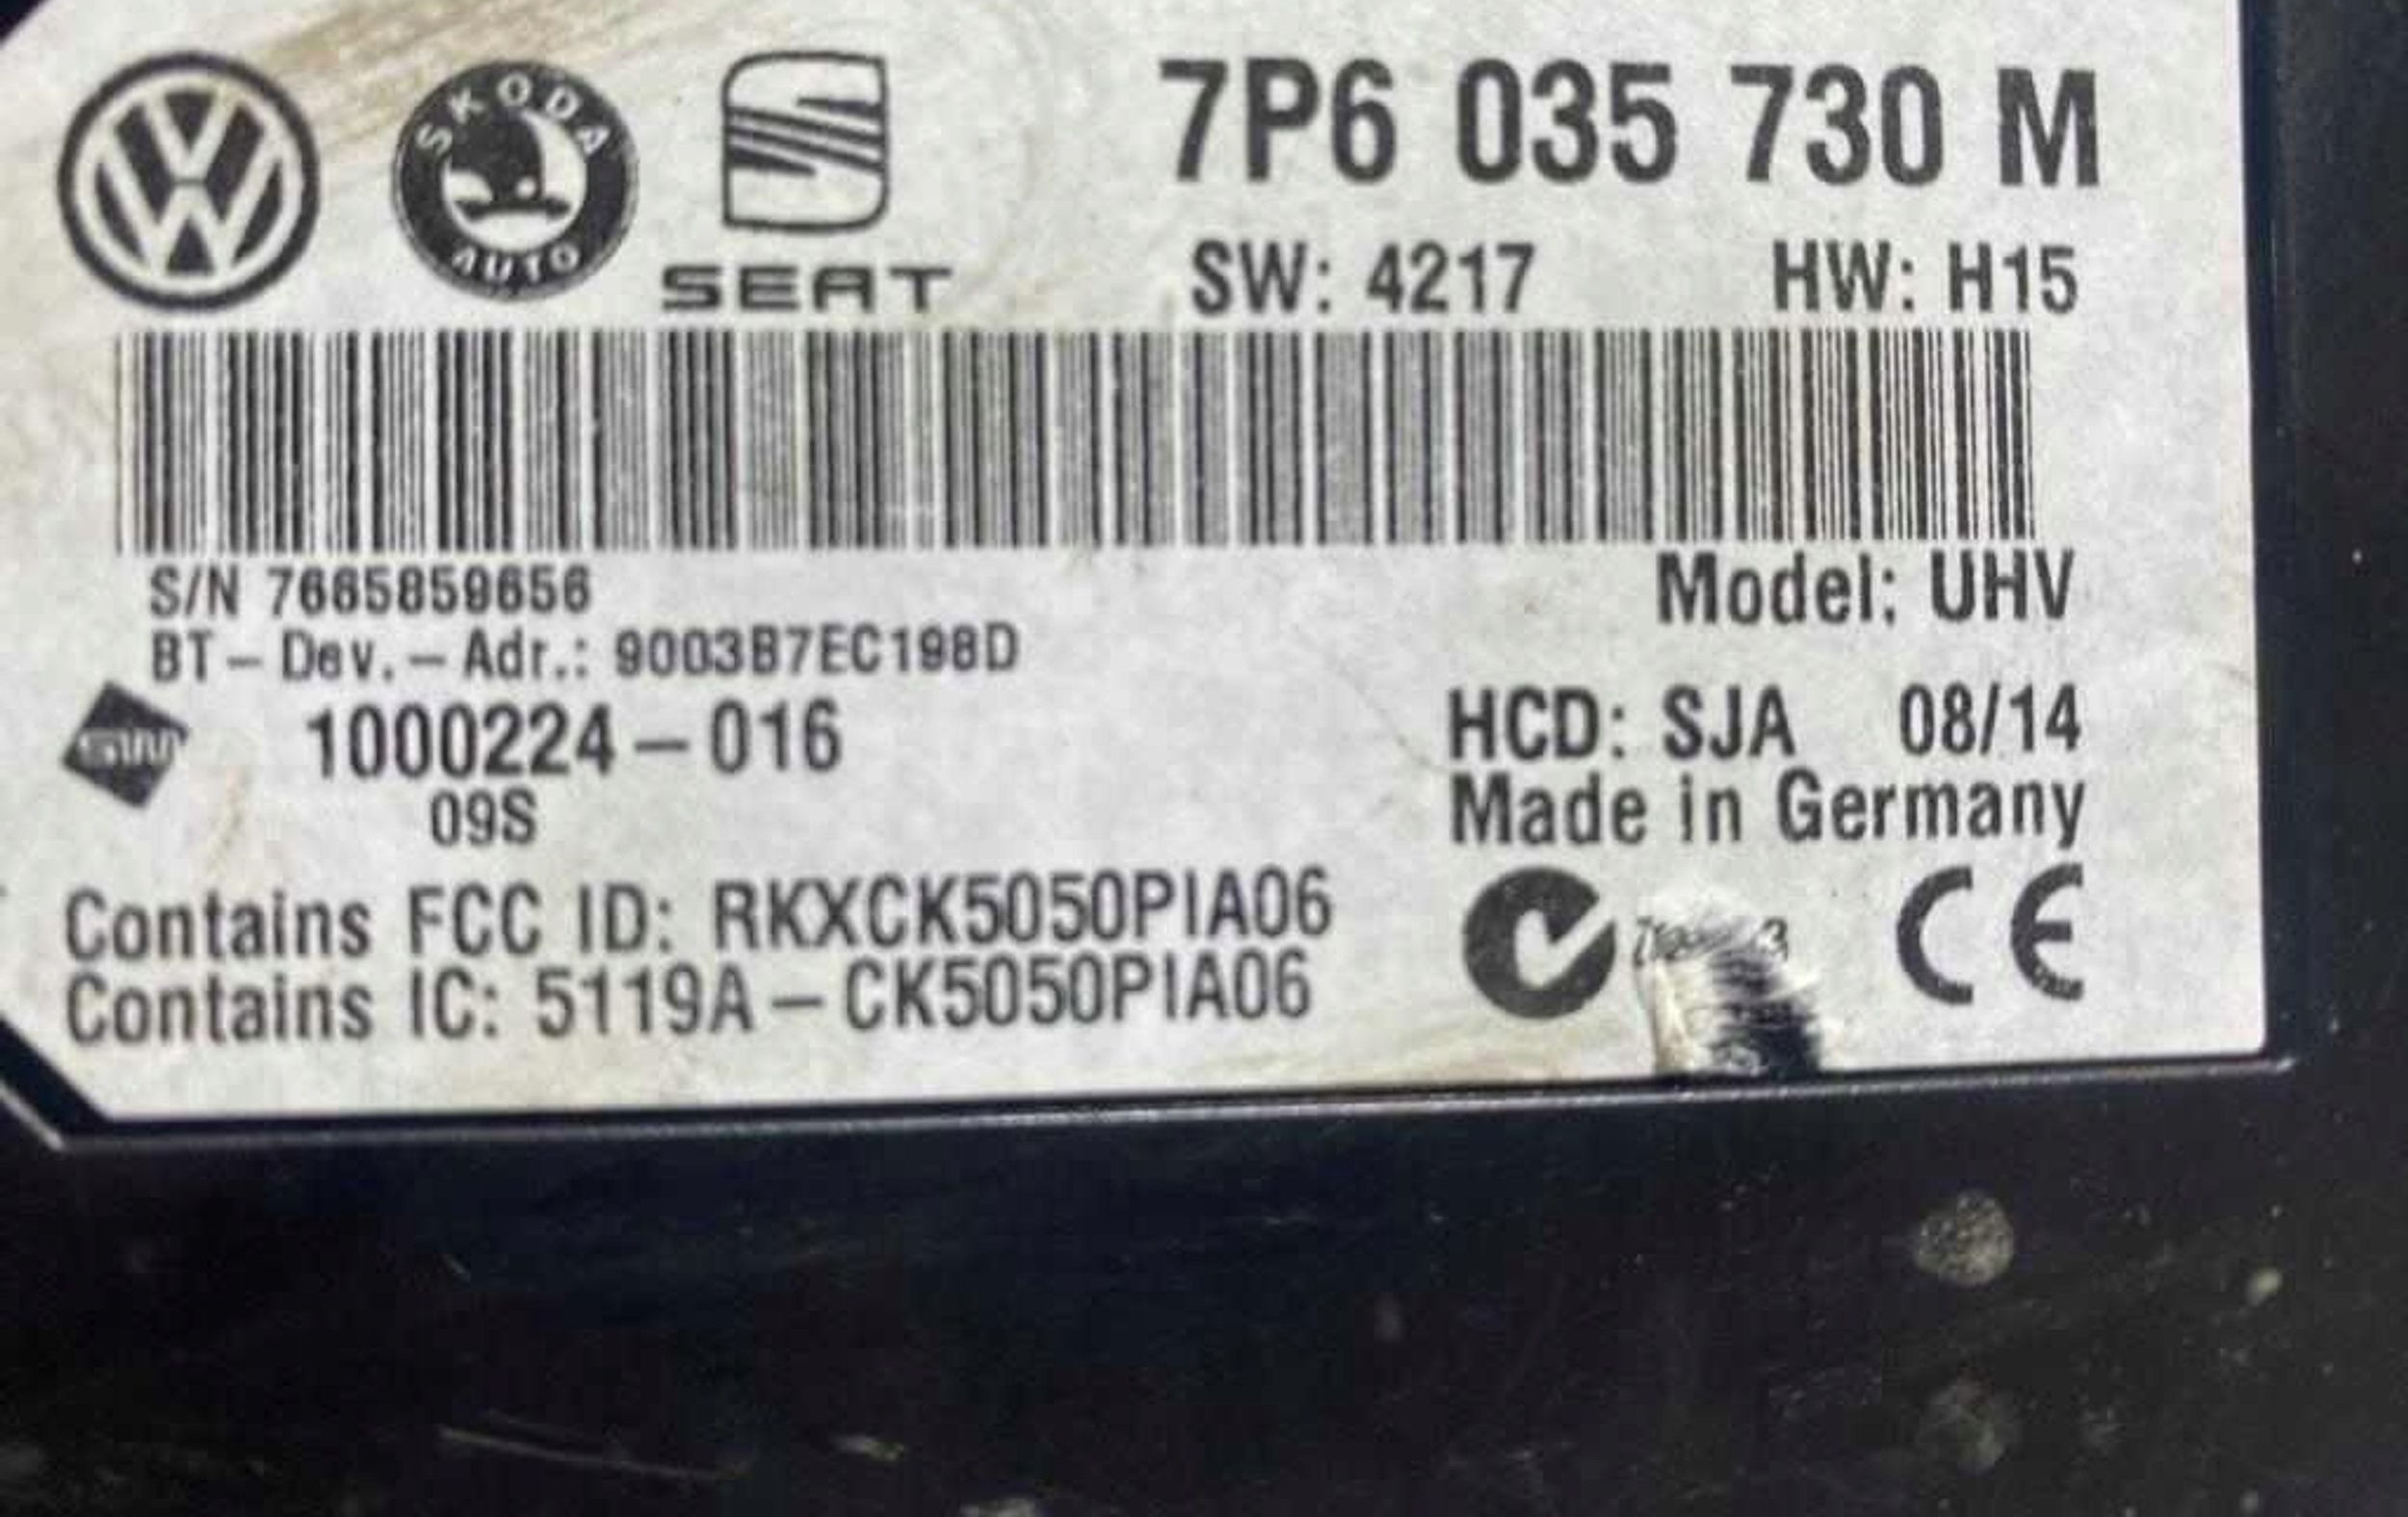 SKODA
AUTO
SEAT
7P6 035 730 M
SW: 4217 HW: H15
S/N 7665859656
BT-Dev.-Adr.: 9003B7EC198D
Model: UHV
1000224-016
09S
HCD: SJA 08/14
Made in Germany
Contains FCC ID: RKXCK5050PIA06
Contains IC: 5119A-CK5050PIA06
CE